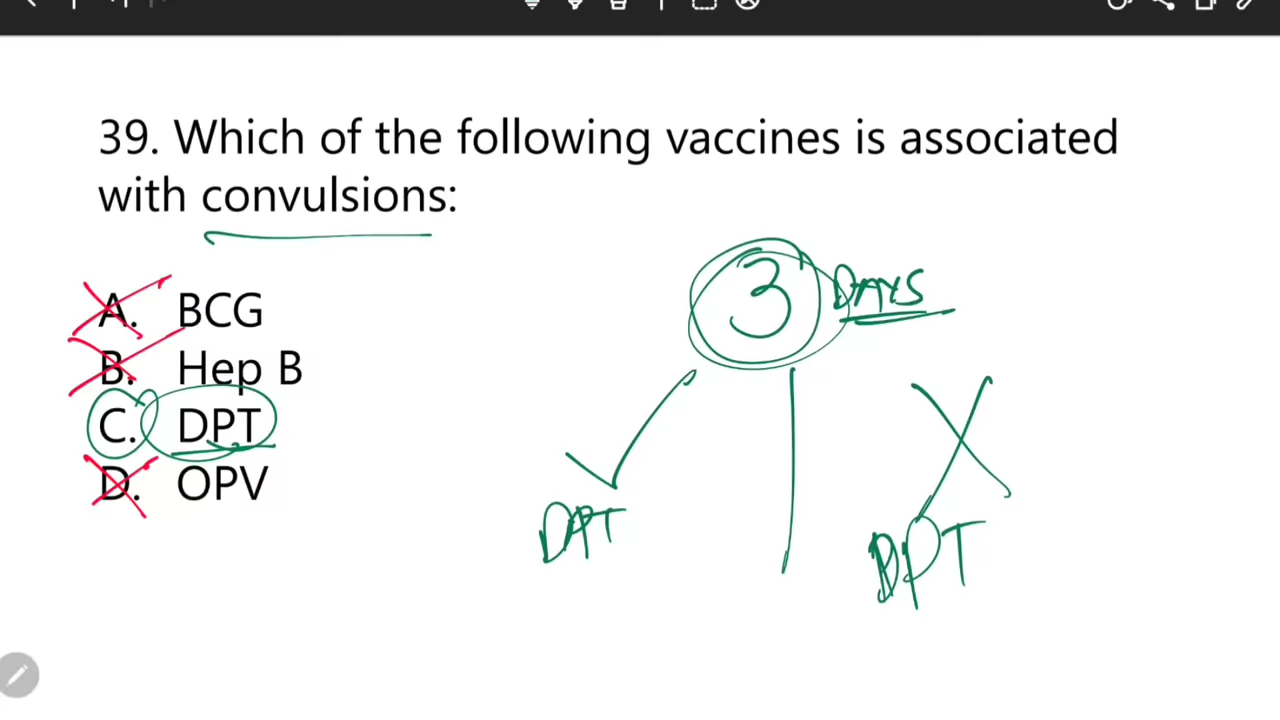 39. Which of the following vaccines is associated
with convulsions:
A. BCG
B. Hep B
C. DPT
D. OPV
3 DAYS
DPT
DPT